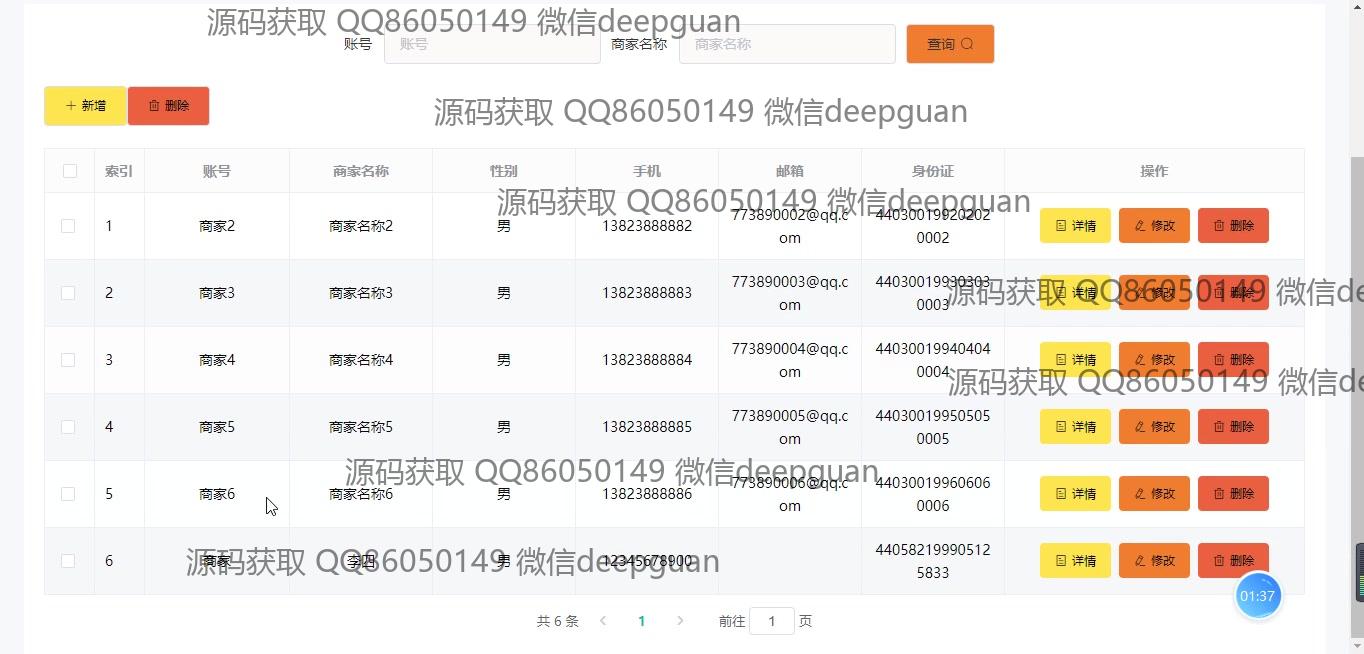 源码获取 QQ86050149 微信deepguan
账号 账号 商家名称 商家名称 查询
新增 删除
源码获取 QQ86050149 微信deepguan
索引 账号 商家名称 性别 手机 邮箱 身份证 操作
源码获取 QQ86050149 微信deepguan
1 商家2 商家名称2 男 13823888882 773890002@qq.com 440300199202020002 详情 修改 删除
2 商家3 商家名称3 男 13823888883 773890003@qq.com 440300199303030003 详情 修改 删除
源码获取 QQ86050149 微信de
3 商家4 商家名称4 男 13823888884 773890004@qq.com 440300199404040004 详情 修改 删除
源码获取 QQ86050149 微信de
4 商家5 商家名称5 男 13823888885 773890005@qq.com 440300199505050005 详情 修改 删除
源码获取 QQ86050149 微信deepguan
5 商家6 商家名称6 男 13823888886 773890006@qq.com 440300199606060006 详情 修改 删除
源码获取 QQ86050149 微信deepguan
6 商家 李四 男 12345678900 440582199905125833 详情 修改 删除
01:37
共 6 条 1 前往 1 页